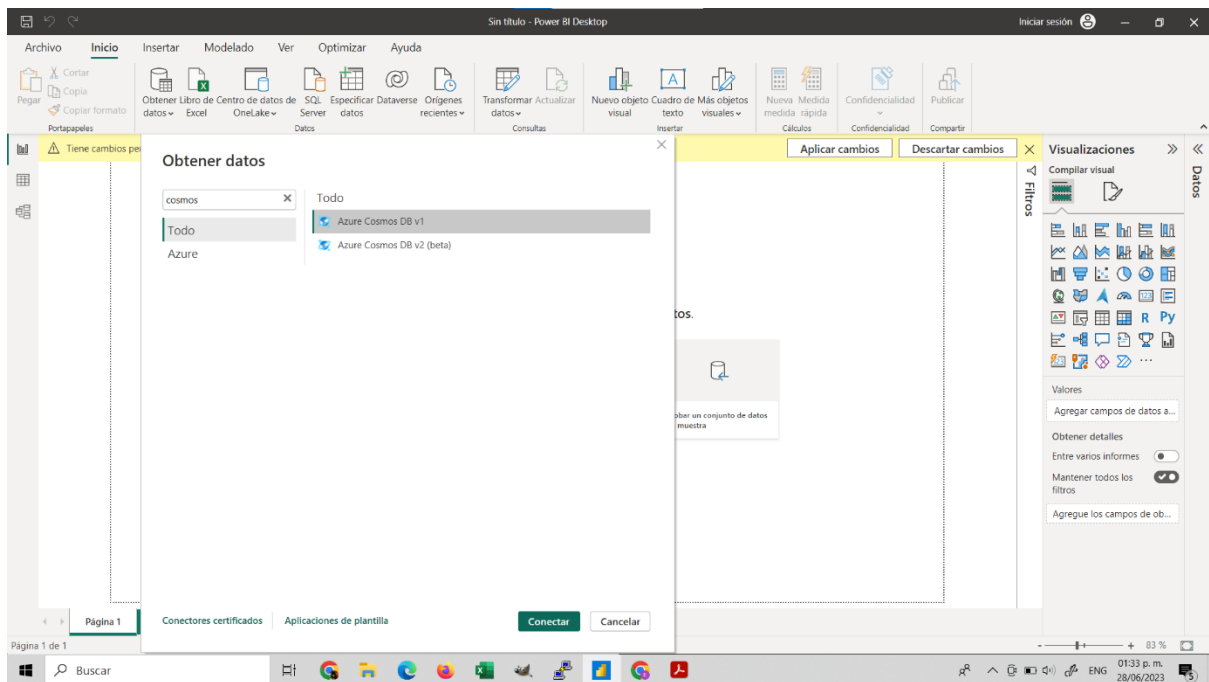 Sin título - Power BI Desktop
Iniciar sesión
Archivo Inicio Insertar Modelado Ver Optimizar Ayuda
Pegar
Cortar
Copia
Copiar formato
Portapapeles
Obtener datos
Libro de Excel
Centro de datos de OneLake
SQL Server
Especificar datos
Dataverse
Orígenes recientes
Datos
Transformar datos
Actualizar
Consultas
Nuevo objeto visual
Cuadro de texto
Más objetos visuales
Insertar
Nueva medida
Medida rápida
Cálculos
Confidencialidad
Confidencialidad
Publicar
Compartir
Tiene cambios
Aplicar cambios
Descartar cambios
Obtener datos
cosmos
Todo
Azure
Todo
Azure Cosmos DB v1
Azure Cosmos DB v2 (beta)
Conectores certificados
Aplicaciones de plantilla
Conectar
Cancelar
tos.
un conjunto de datos
muestra
Filtros
Visualizaciones
Compilar visual
123
R
Py
Valores
Agregar campos de datos a...
Obtener detalles
Entre varios informes
Mantener todos los
filtros
Agregue los campos de ob...
Datos
Página 1
Página 1 de 1
83 %
Buscar
ENG
01:33 p. m.
28/06/2023
5